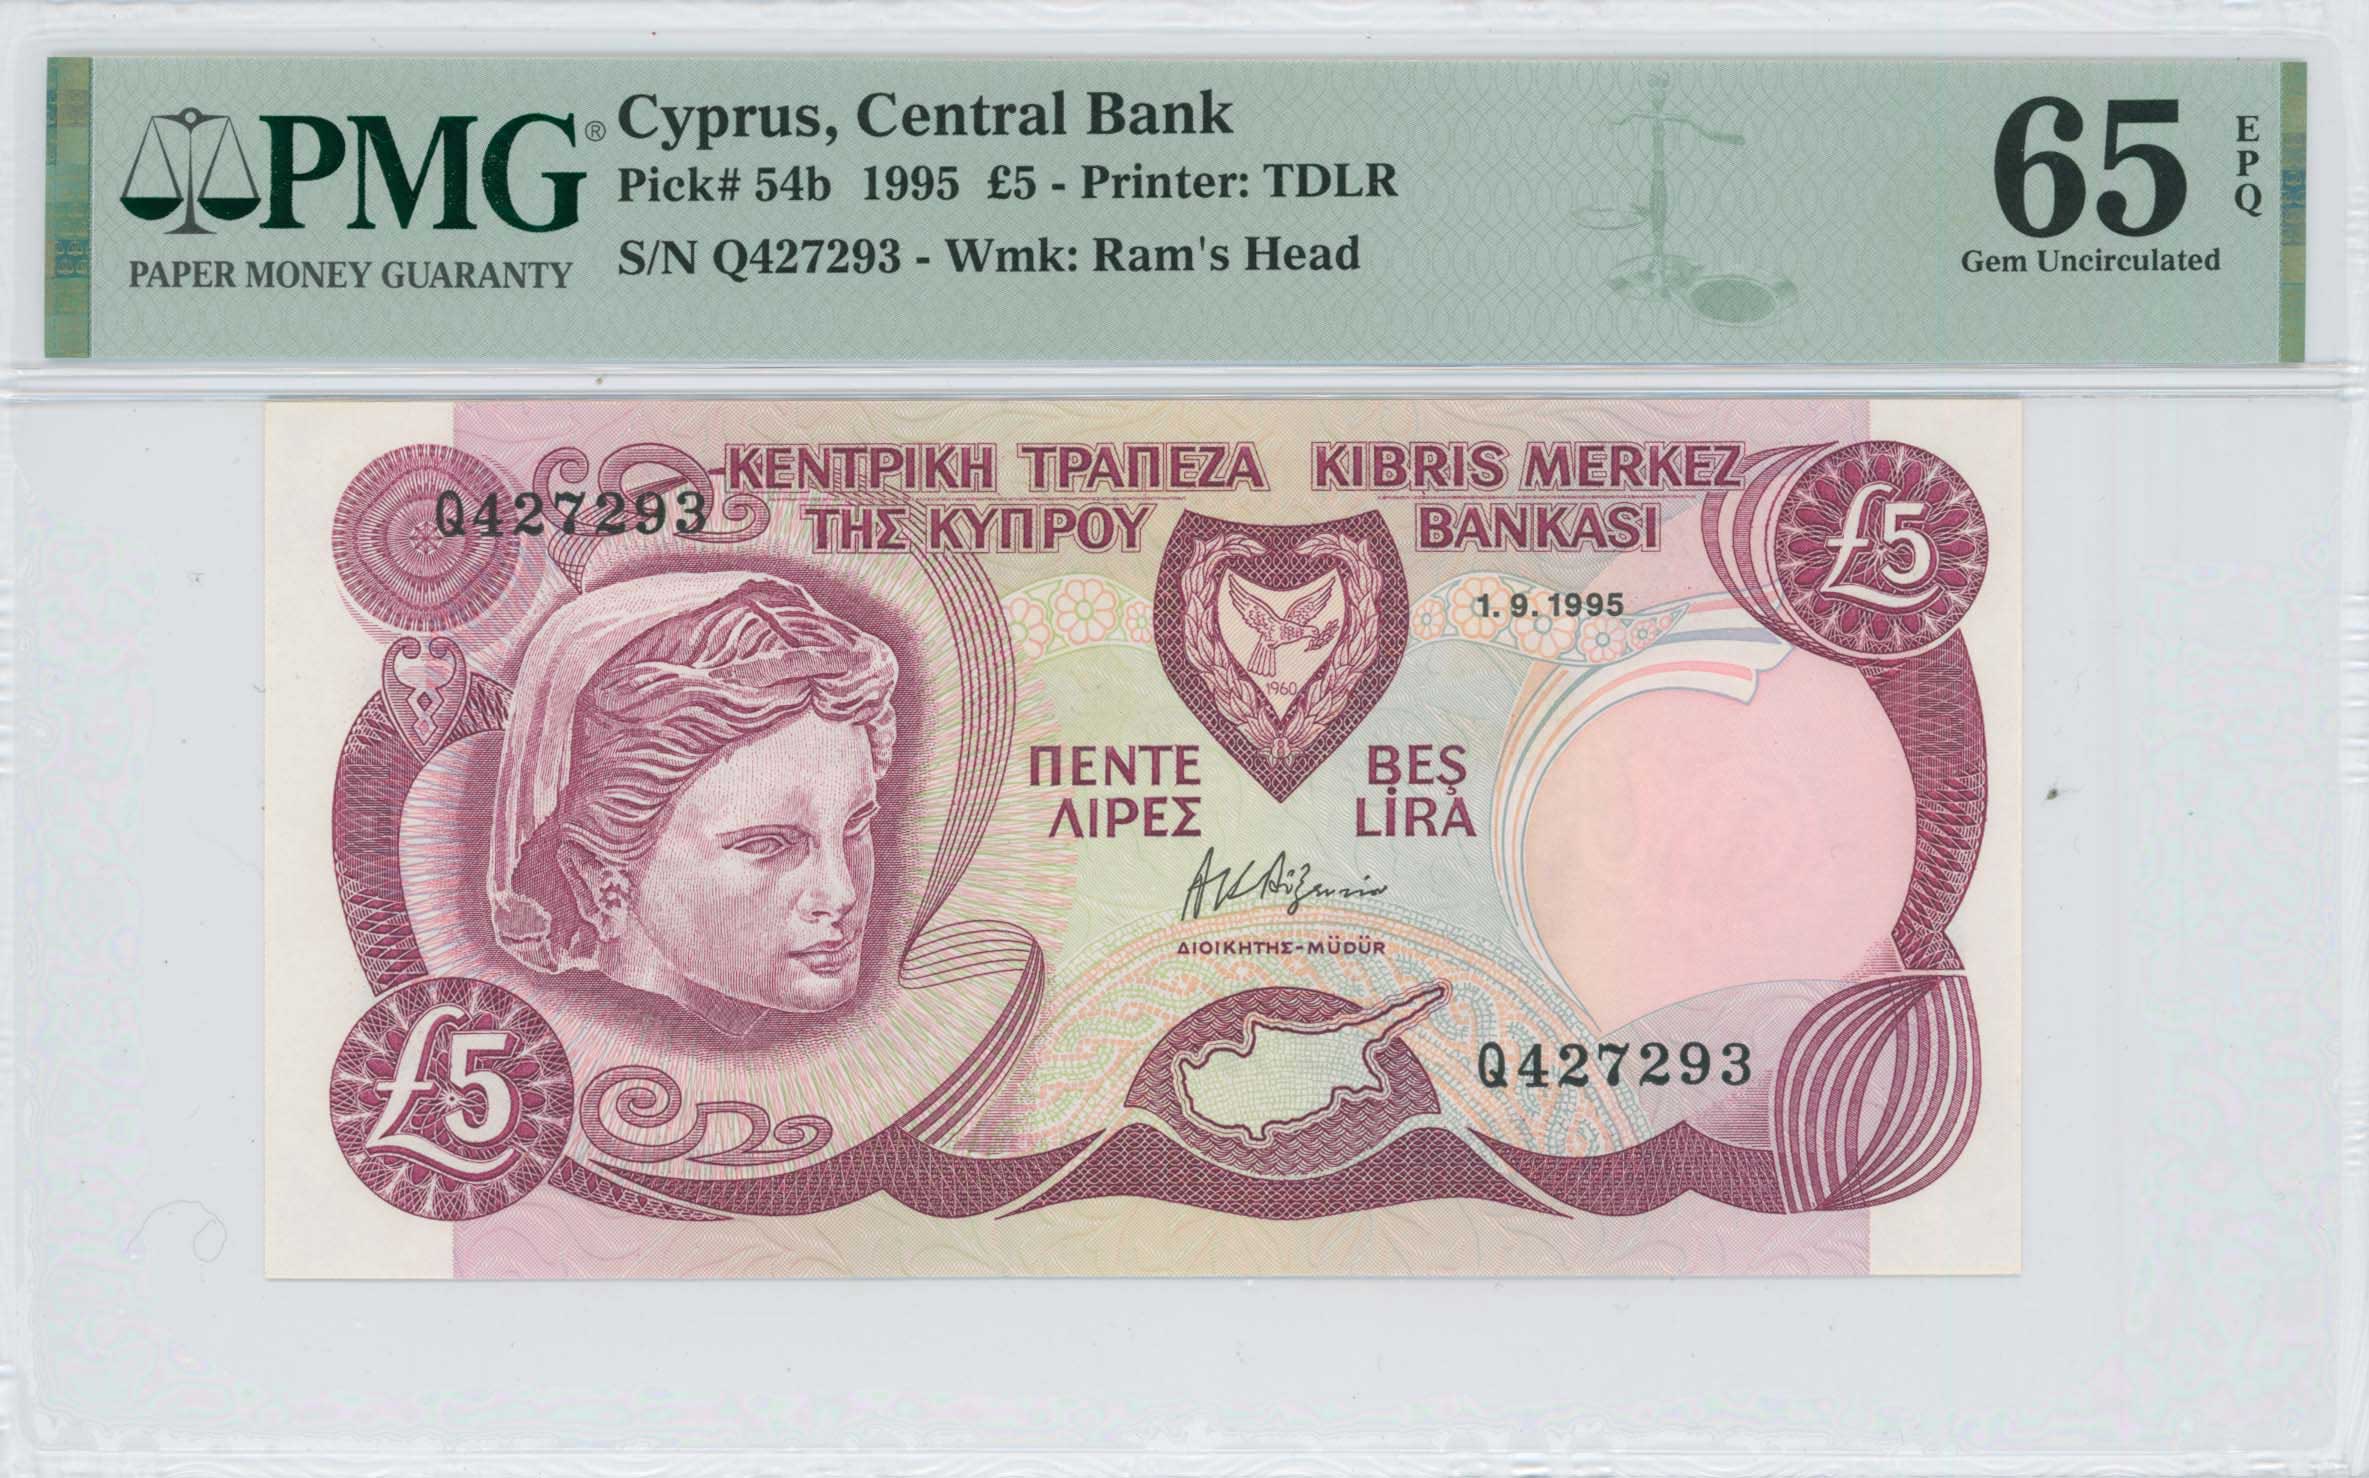 PMG®
PAPER MONEY GUARANTY
Cyprus, Central Bank
Pick# 54b 1995 £5 - Printer: TDLR
S/N Q427293 - Wmk: Ram's Head
65
EPQ
Gem Uncirculated
ΚΕΝΤΡΙΚΗ ΤΡΑΠΕΖΑ
ΤΗΣ ΚΥΠΡΟΥ
KIBRIS MERKEZ
BANKASI
Q427293
£5
1.9.1995
1960
ΠΕΝΤΕ
ΛΙΡΕΣ
BEŞ
LİRA
ΔΙΟΙΚΗΤΗΣ-MÜDÜR
£5
Q427293